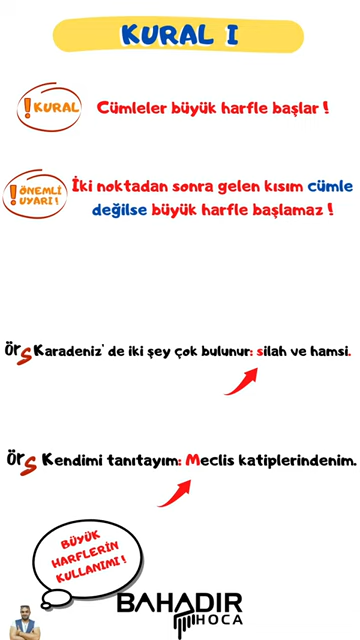 KURAL I
! KURAL Cümleler büyük harfle başlar !
! ÖNEMLİ UYARI ! İki noktadan sonra gelen kısım cümle
değilse büyük harfle başlamaz !
Örs Karadeniz' de iki şey çok bulunur: silah ve hamsi.
Örs Kendimi tanıtayım: Meclis katiplerindenim.
BÜYÜK
HARFLERİN
KULLANIMI !
BAHADIR
HOCA